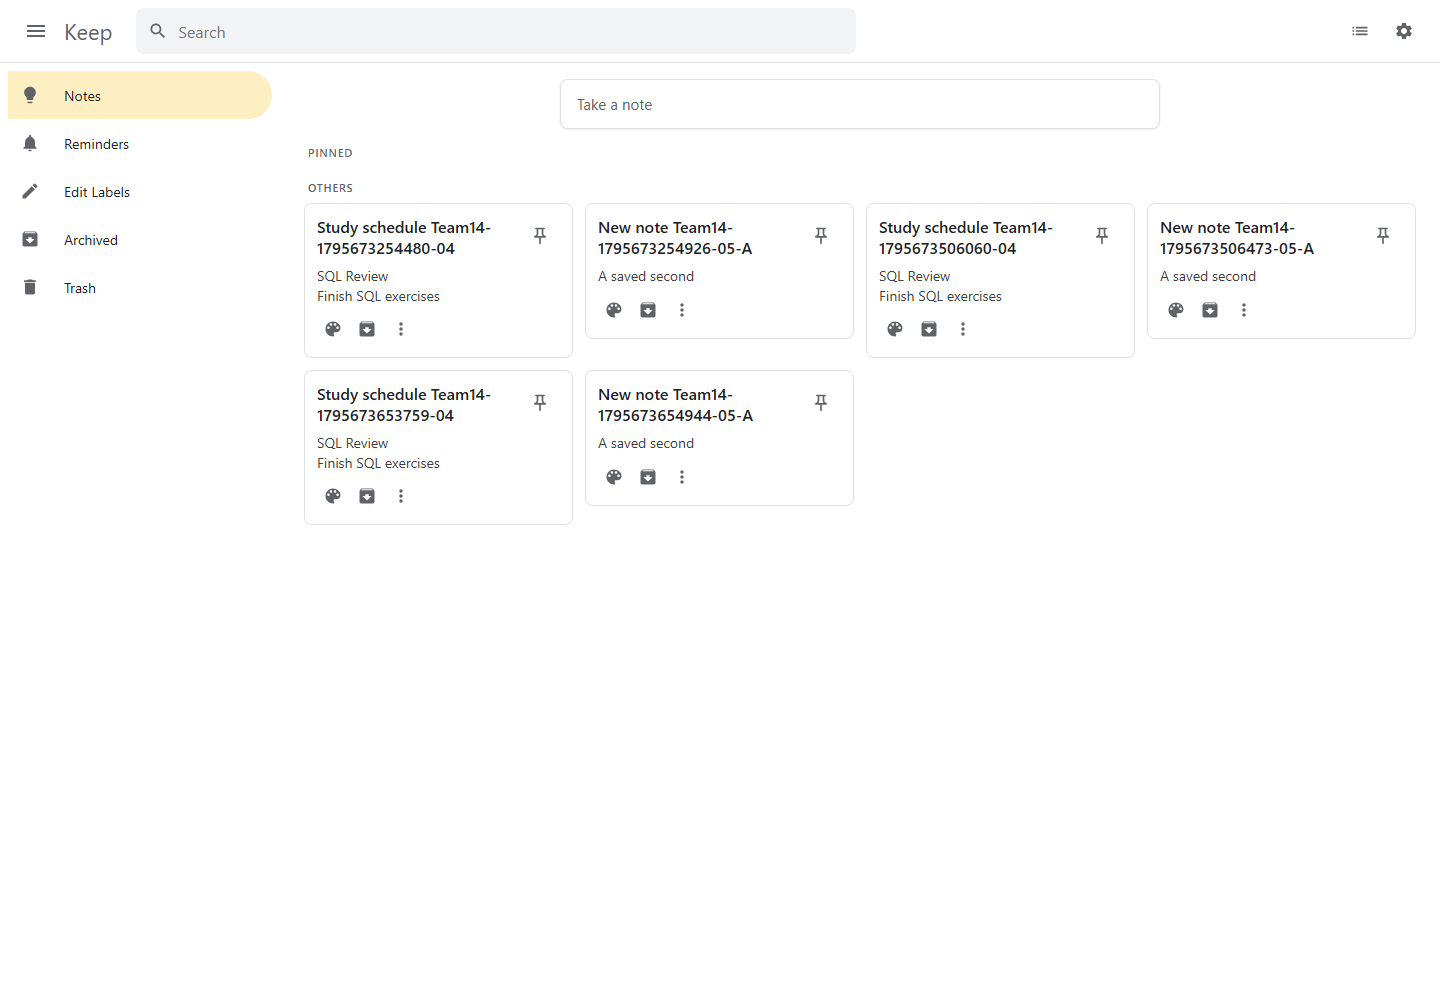 Keep
Search
Notes
Reminders
Edit Labels
Archived
Trash
Take a note
PINNED
OTHERS
Study schedule Team14-
1795673254480-04
SQL Review
Finish SQL exercises
New note Team14-
1795673254926-05-A
A saved second
Study schedule Team14-
1795673506060-04
SQL Review
Finish SQL exercises
New note Team14-
1795673506473-05-A
A saved second
Study schedule Team14-
1795673653759-04
SQL Review
Finish SQL exercises
New note Team14-
1795673654944-05-A
A saved second